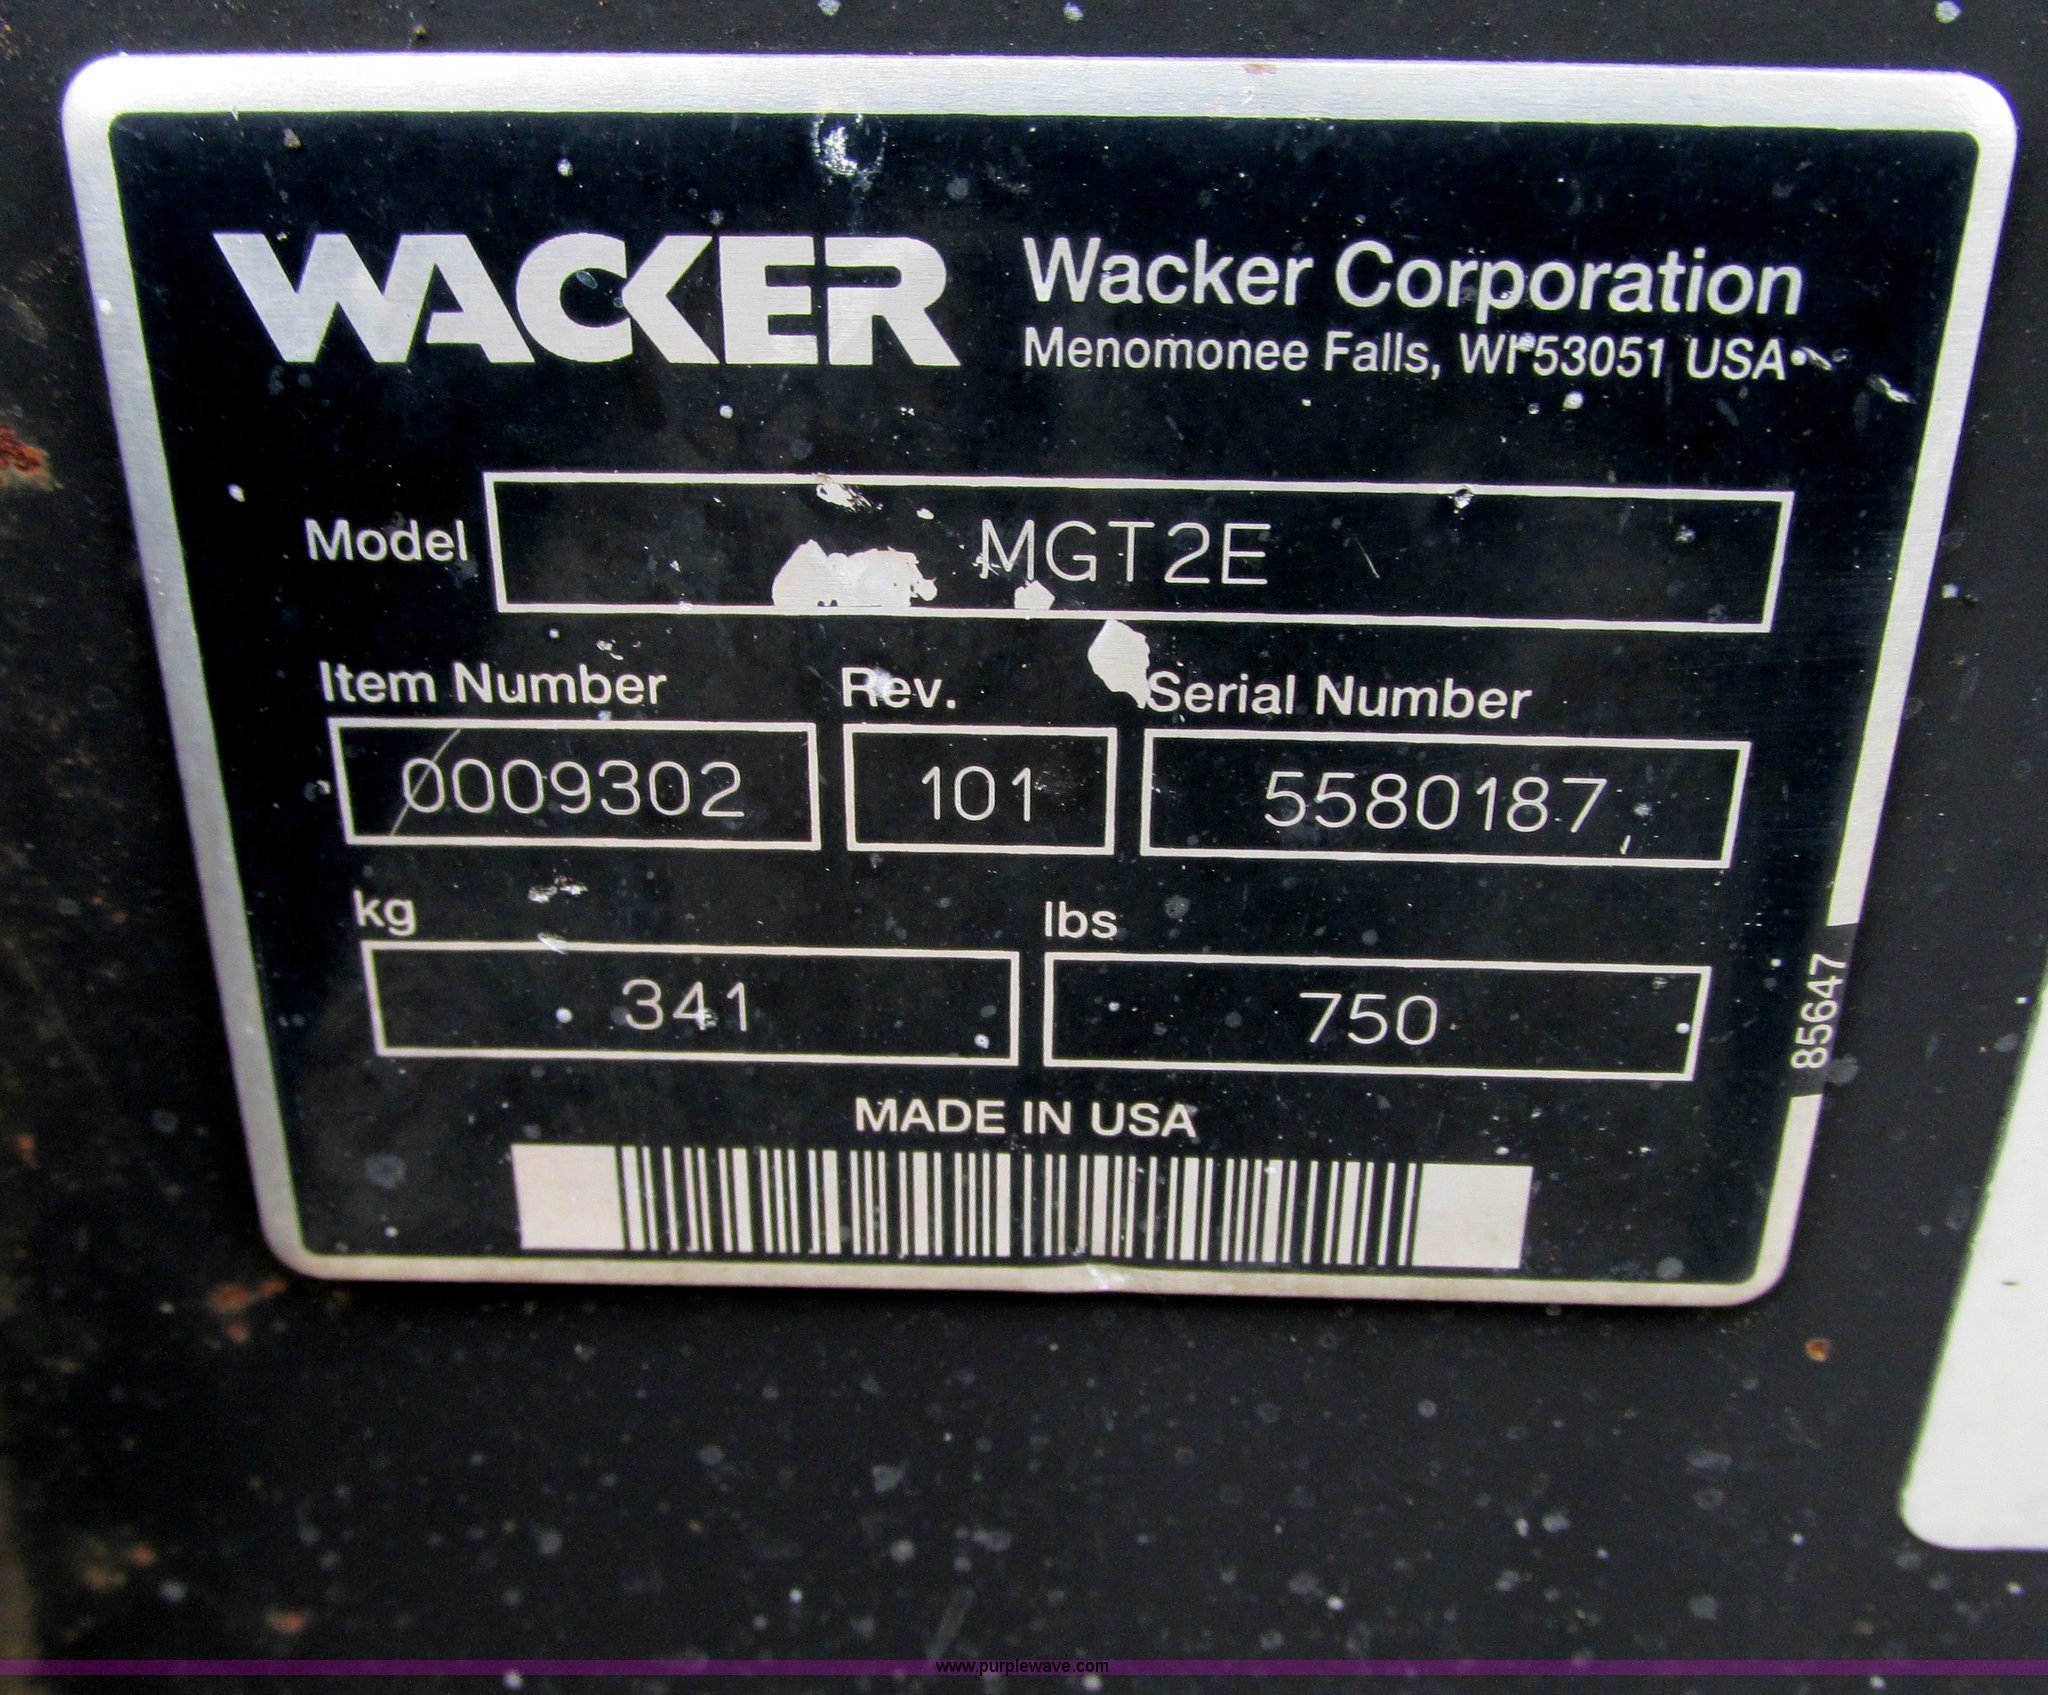 WACKER
Wacker Corporation
Menomonee Falls, WI 53051 USA
Model MGT2E
Item Number Rev. Serial Number
0009302 101 5580187
kg lbs
341 750
85647
MADE IN USA
www.purplewave.com